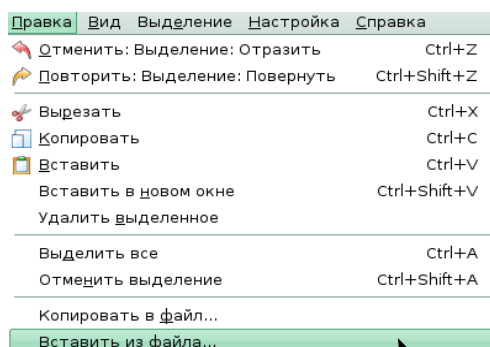 Правка Вид Выделение Настройка Справка
Отменить: Выделение: Отразить Ctrl+Z
Повторить: Выделение: Повернуть Ctrl+Shift+Z
Вырезать Ctrl+X
Копировать Ctrl+C
Вставить Ctrl+V
Вставить в новом окне Ctrl+Shift+V
Удалить выделенное
Выделить все Ctrl+A
Отменить выделение Ctrl+Shift+A
Копировать в файл...
Вставить из файла...